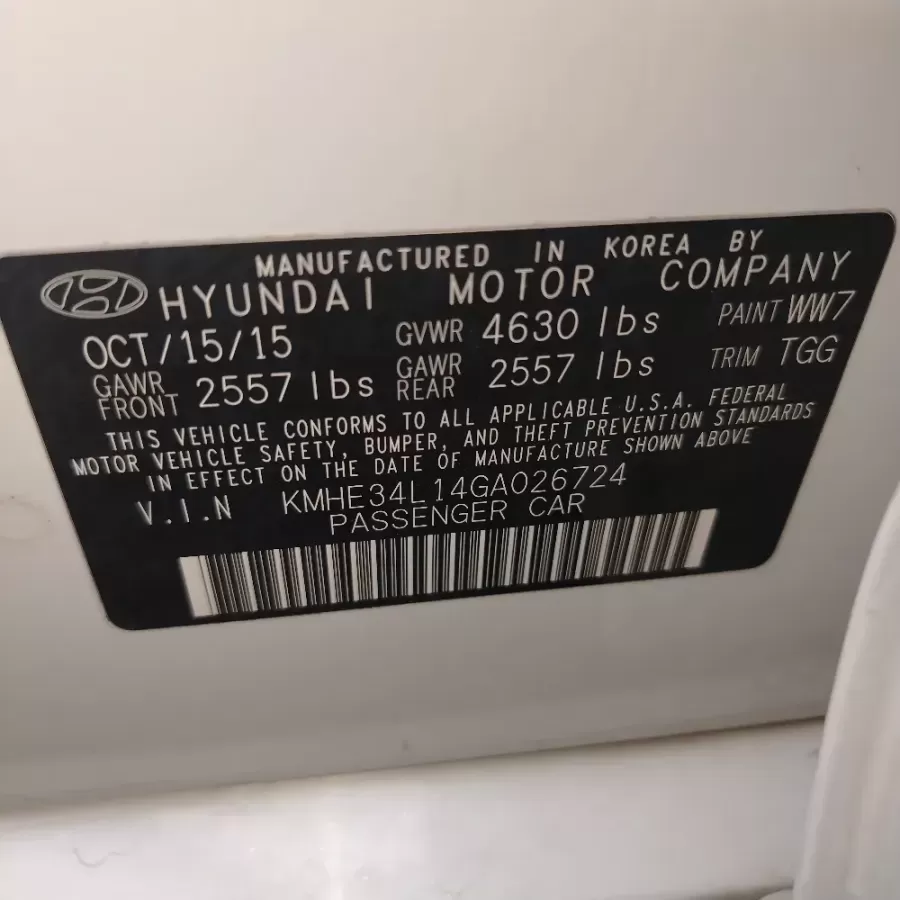 MANUFACTURED IN KOREA BY
HYUNDAI MOTOR COMPANY
OCT/15/15 GVWR 4630 lbs PAINT WW7
GAWR FRONT 2557 lbs GAWR REAR 2557 lbs TRIM TGG
THIS VEHICLE CONFORMS TO ALL APPLICABLE U.S.A. FEDERAL
MOTOR VEHICLE SAFETY, BUMPER, AND THEFT PREVENTION STANDARDS
IN EFFECT ON THE DATE OF MANUFACTURE SHOWN ABOVE
V.I.N KMHE34L14GA026724
PASSENGER CAR